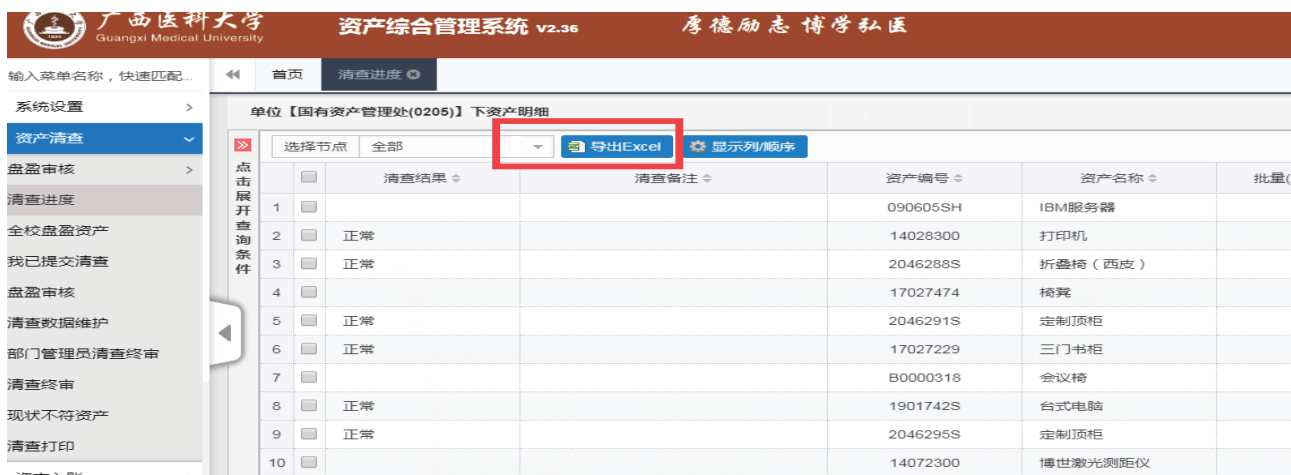 广西医科大学
Guangxi Medical University
资产综合管理系统 V2.36
厚德励志 博学弘医
输入菜单名称，快速匹配...
首页
清查进度
系统设置
资产清查
盘盈审核
清查进度
全校盘盈资产
我已提交清查
盘盈审核
清查数据维护
部门管理员清查终审
清查终审
现状不符资产
清查打印
单位【国有资产管理处(0205)】下资产明细
点击展开查询条件
选择节点 全部 导出Excel 显示列/顺序
清查结果 清查备注 资产编号 资产名称 批量(
1 090605SH IBM服务器
2 正常 14028300 打印机
3 正常 2046288S 折叠椅（西皮）
4 17027474 椅凳
5 正常 2046291S 定制顶柜
6 正常 17027229 三门书柜
7 B0000318 会议椅
8 正常 1901742S 台式电脑
9 正常 2046295S 定制顶柜
10 14072300 博世激光测距仪